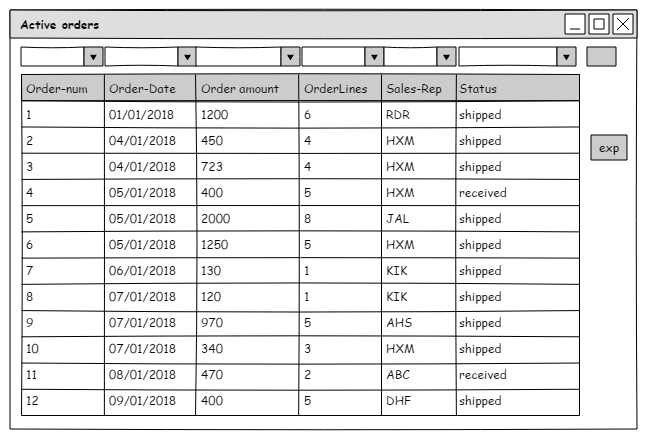 Active orders
Order-num Order-Date Order amount OrderLines Sales-Rep Status
1 01/01/2018 1200 6 RDR shipped
2 04/01/2018 450 4 HXM shipped
3 04/01/2018 723 4 HXM shipped
4 05/01/2018 400 5 HXM received
5 05/01/2018 2000 8 JAL shipped
6 05/01/2018 1250 5 HXM shipped
7 06/01/2018 130 1 KIK shipped
8 07/01/2018 120 1 KIK shipped
9 07/01/2018 970 5 AHS shipped
10 07/01/2018 340 3 HXM shipped
11 08/01/2018 470 2 ABC received
12 09/01/2018 400 5 DHF shipped
exp